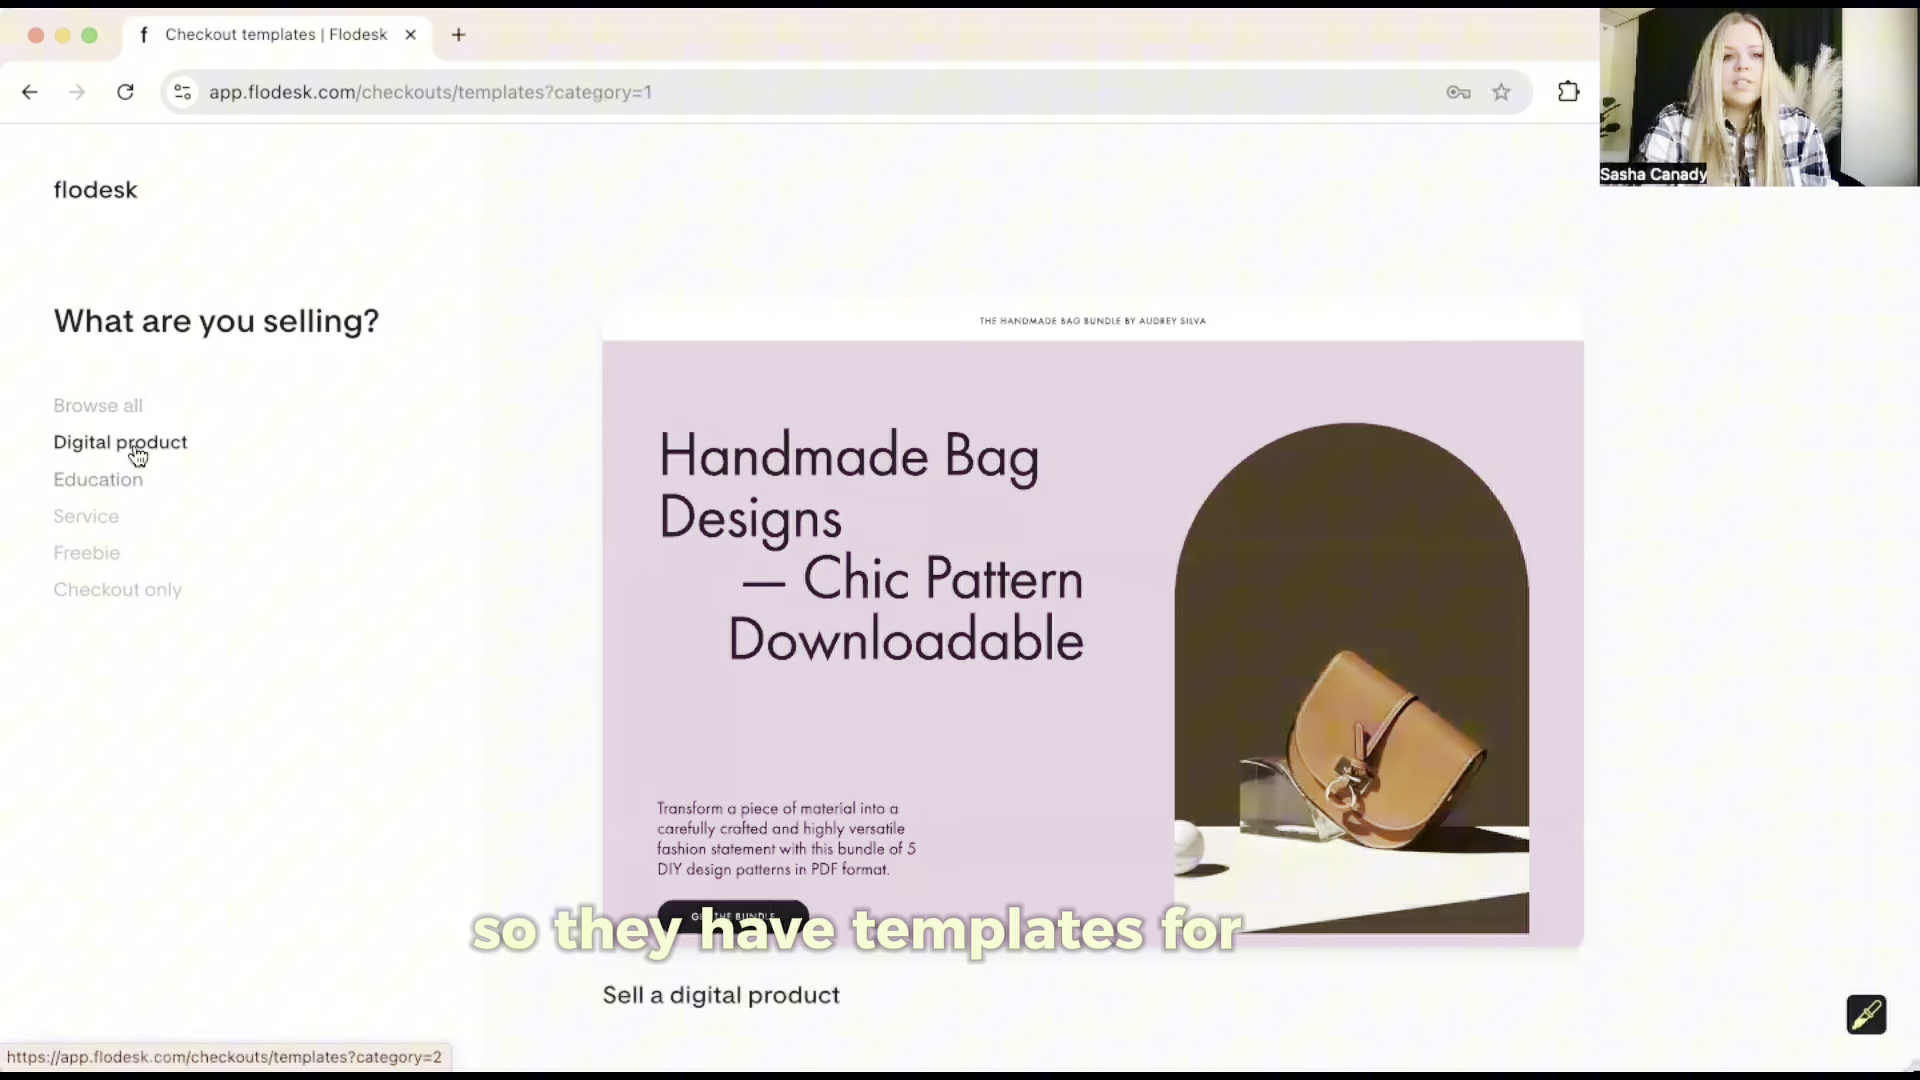 f Checkout templates | Flodesk
app.flodesk.com/checkouts/templates?category=1
Sasha Canady
flodesk
What are you selling?
Browse all
Digital product
Education
Service
Freebie
Checkout only
THE HANDMADE BAG BUNDLE BY AUDREY SILVA
Handmade Bag
Designs
— Chic Pattern
Downloadable
Transform a piece of material into a
carefully crafted and highly versatile
fashion statement with this bundle of 5
DIY design patterns in PDF format.
THE BUNDLE
so they have templates for
Sell a digital product
https://app.flodesk.com/checkouts/templates?category=2